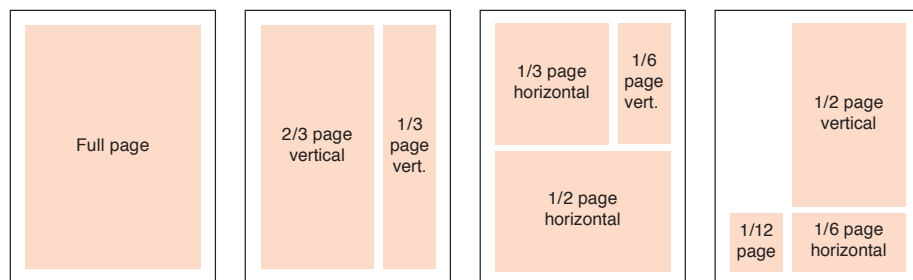 Full page
2/3 page
vertical
1/3
page
vert.
1/3 page
horizontal
1/6
page
vert.
1/2 page
horizontal
1/2 page
vertical
1/12
page
1/6 page
horizontal